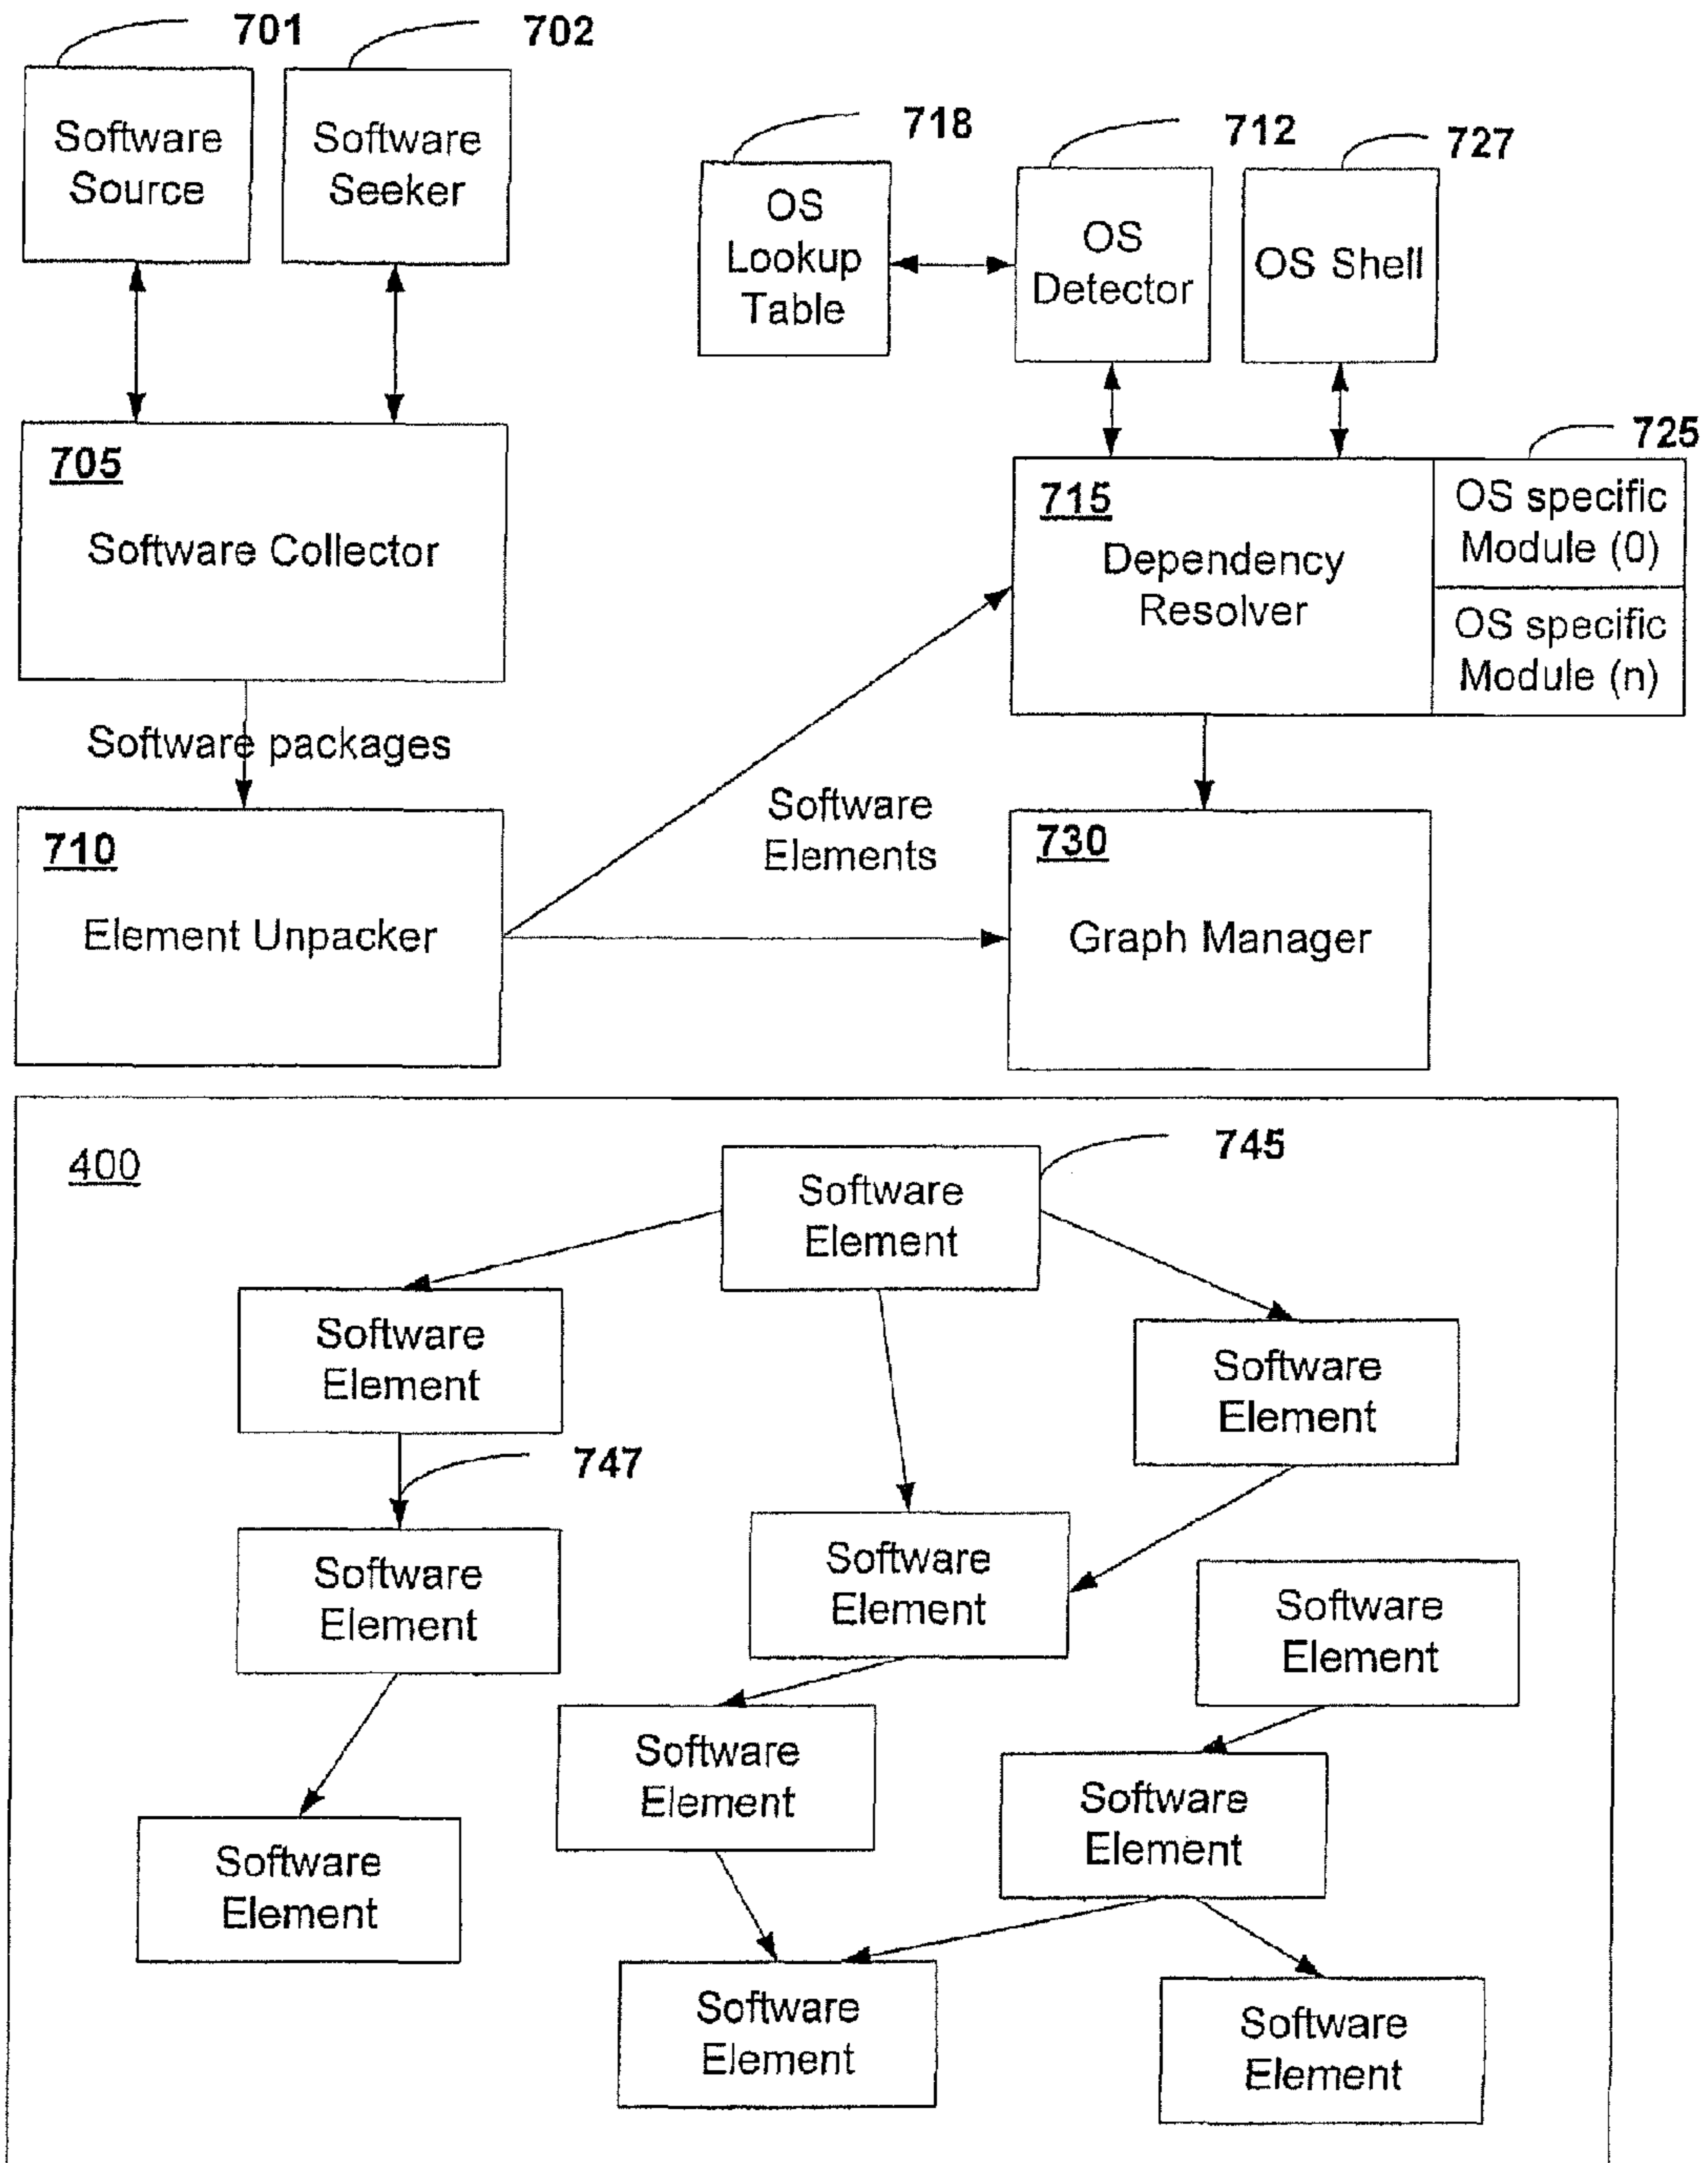 701
702
Software
Source
Software
Seeker
718
712
727
OS
Lookup
Table
OS
Detector
OS Shell
705
Software Collector
725
715
Dependency
Resolver
OS specific
Module (0)
OS specific
Module (n)
Software packages
710
Element Unpacker
Software
Elements
730
Graph Manager
400
745
Software
Element
Software
Element
Software
Element
747
Software
Element
Software
Element
Software
Element
Software
Element
Software
Element
Software
Element
Software
Element
Software
Element